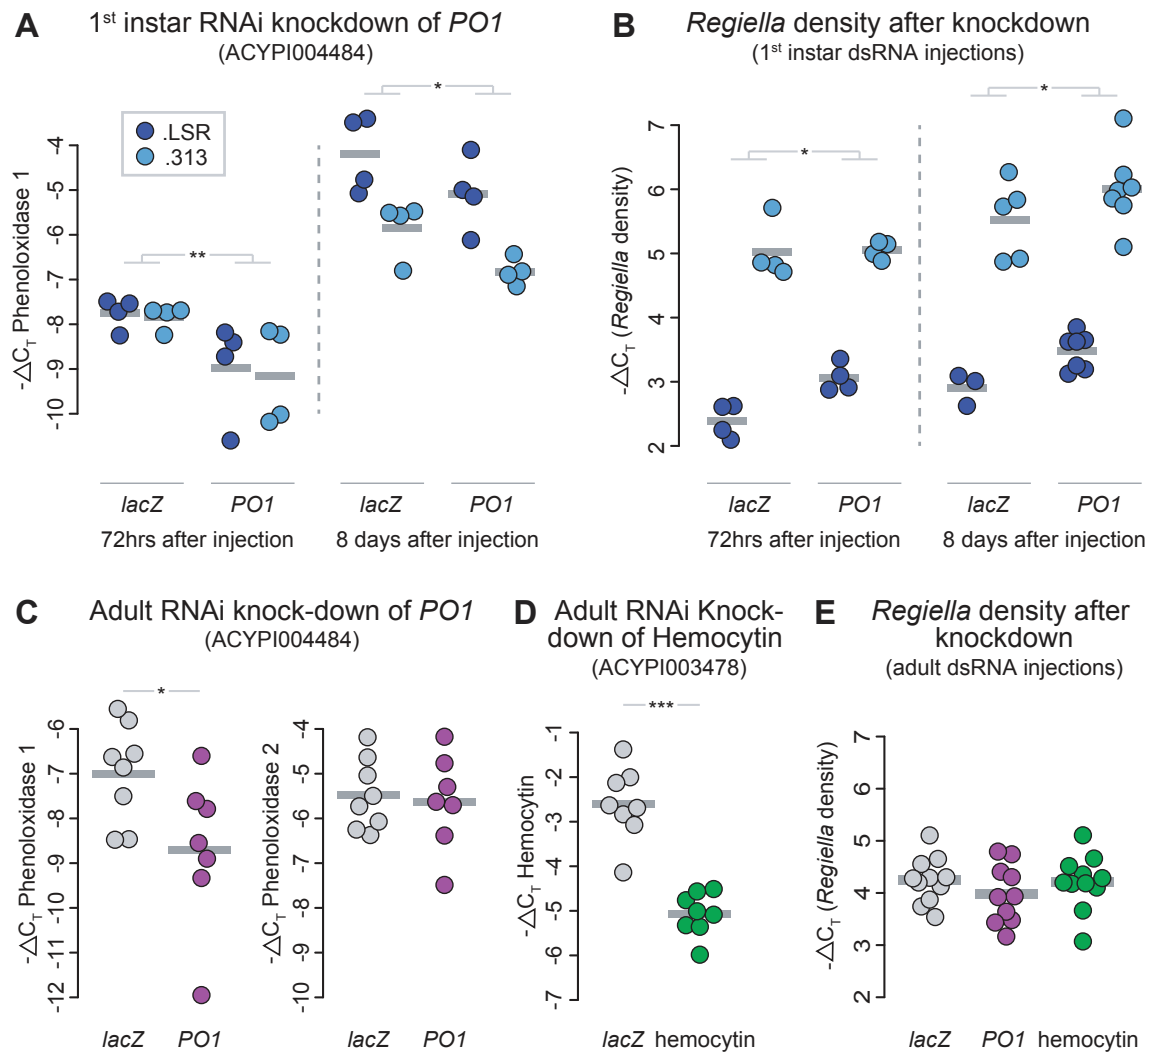 A
1st instar RNAi knockdown of PO1
(ACYPI004484)
.LSR
.313
-△CT Phenoloxidase 1
-4
-5
-6
-7
-8
-9
-10
**
*
lacZ
PO1
lacZ
PO1
72hrs after injection
8 days after injection
B
Regiella density after knockdown
(1st instar dsRNA injections)
-△CT (Regiella density)
7
6
5
4
3
2
*
*
lacZ
PO1
lacZ
PO1
72hrs after injection
8 days after injection
C
Adult RNAi knock-down of PO1
(ACYPI004484)
*
-△CT Phenoloxidase 1
-6
-7
-8
-9
-10
-11
-12
lacZ
PO1
-△CT Phenoloxidase 2
-4
-5
-6
-7
-8
-9
-10
lacZ
PO1
D
Adult RNAi Knock-
down of Hemocytin
(ACYPI003478)
***
-△CT Hemocytin
-1
-2
-3
-4
-5
-6
-7
lacZ
hemocytin
E
Regiella density after
knockdown
(adult dsRNA injections)
-△CT (Regiella density)
7
6
5
4
3
2
lacZ
PO1
hemocytin